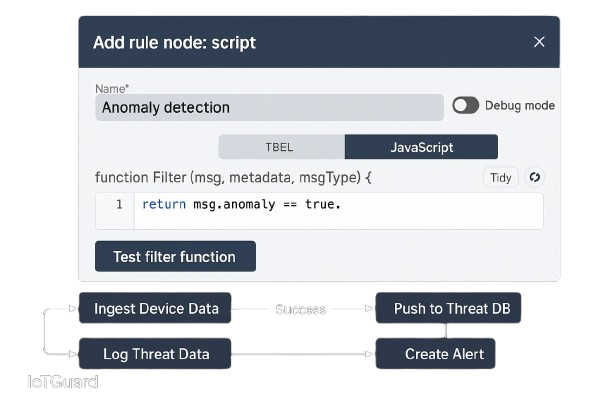 Add rule node: script
Name*
Anomaly detection
Debug mode
TBEL
JavaScript
function Filter (msg, metadata, msgType) {
Tidy
1 return msg.anomaly == true.
Test filter function
Ingest Device Data
Success
Push to Threat DB
Log Threat Data
Create Alert
IoTGuard